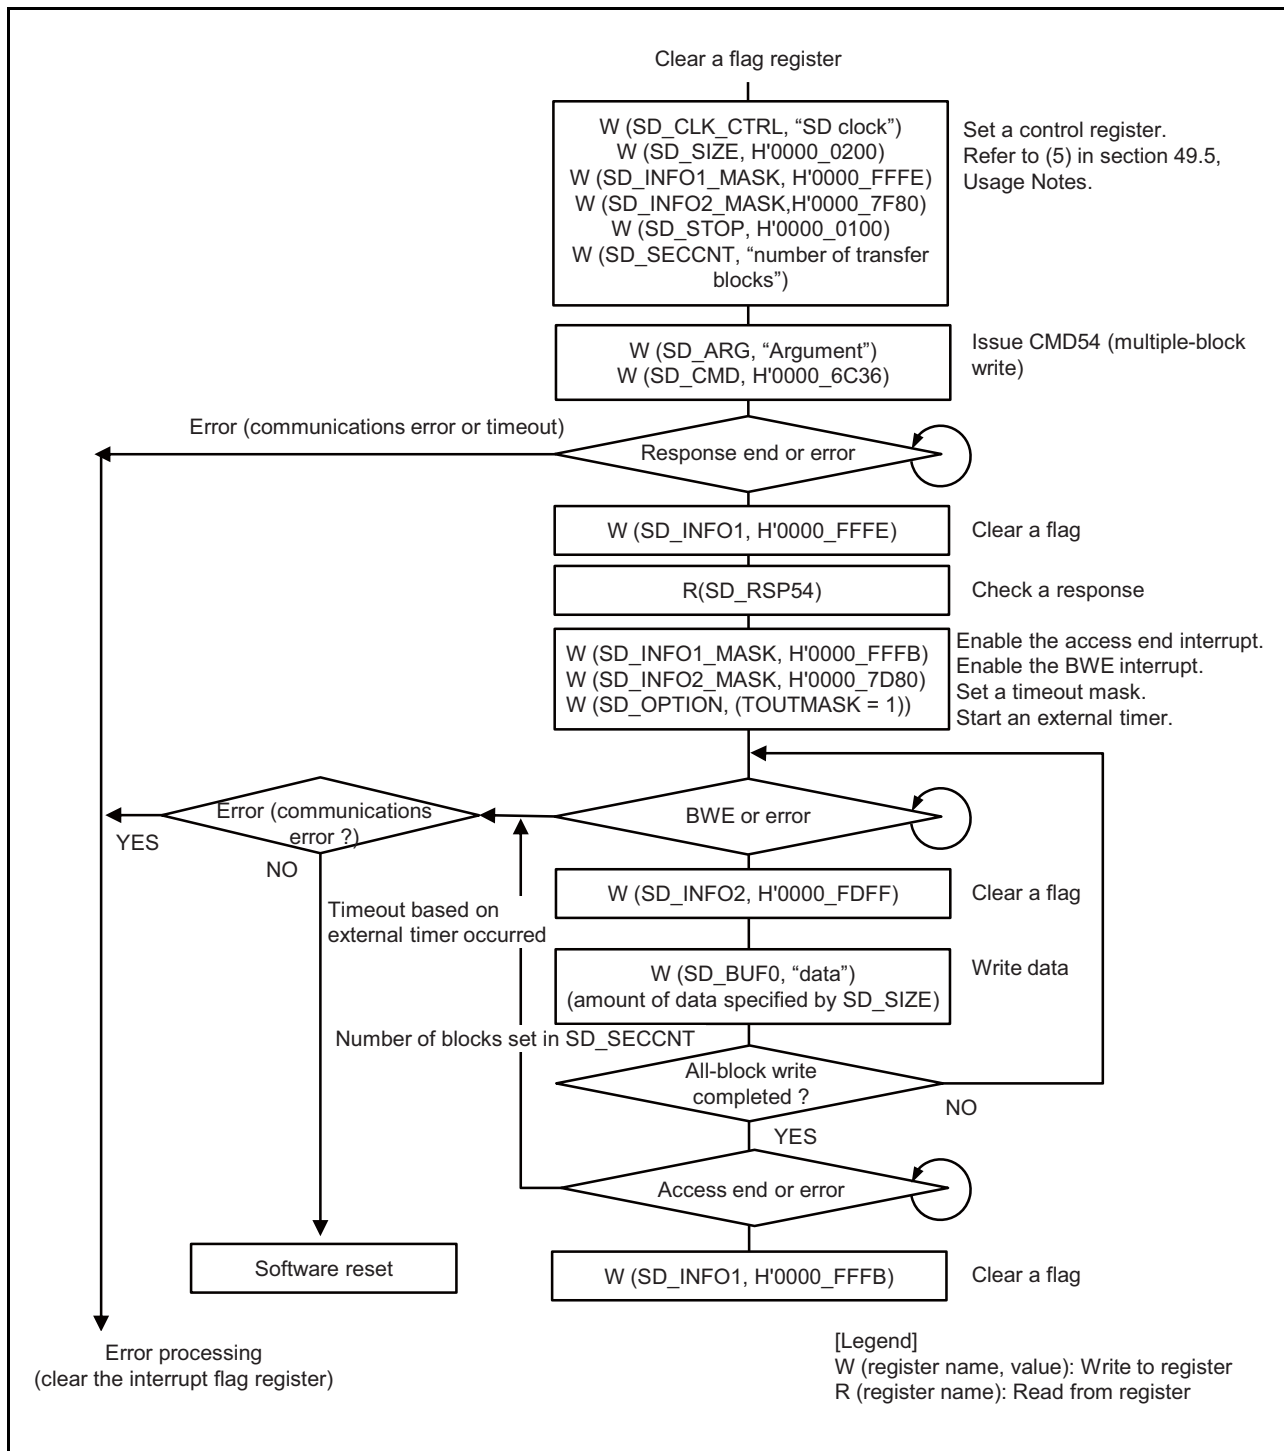 Clear a flag register
W (SD_CLK_CTRL, “SD clock”)
W (SD_SIZE, H'0000_0200)
W (SD_INFO1_MASK, H'0000_FFFE)
W (SD_INFO2_MASK,H'0000_7F80)
W (SD_STOP, H'0000_0100)
W (SD_SECCNT, “number of transfer
blocks”)
Set a control register.
Refer to (5) in section 49.5,
Usage Notes.
W (SD_ARG, “Argument”)
W (SD_CMD, H'0000_6C36)
Issue CMD54 (multiple-block
write)
Error (communications error or timeout)
Response end or error
W (SD_INFO1, H'0000_FFFE)
Clear a flag
R(SD_RSP54)
Check a response
W (SD_INFO1_MASK, H'0000_FFFB)
W (SD_INFO2_MASK, H'0000_7D80)
W (SD_OPTION, (TOUTMASK = 1))
Enable the access end interrupt.
Enable the BWE interrupt.
Set a timeout mask.
Start an external timer.
Error (communications
error ?)
YES
NO
BWE or error
W (SD_INFO2, H'0000_FDFF)
Clear a flag
Timeout based on
external timer occurred
W (SD_BUF0, “data”)
(amount of data specified by SD_SIZE)
Write data
Number of blocks set in SD_SECCNT
All-block write
completed ?
NO
YES
Access end or error
Software reset
W (SD_INFO1, H'0000_FFFB)
Clear a flag
Error processing
(clear the interrupt flag register)
[Legend]
W (register name, value): Write to register
R (register name): Read from register